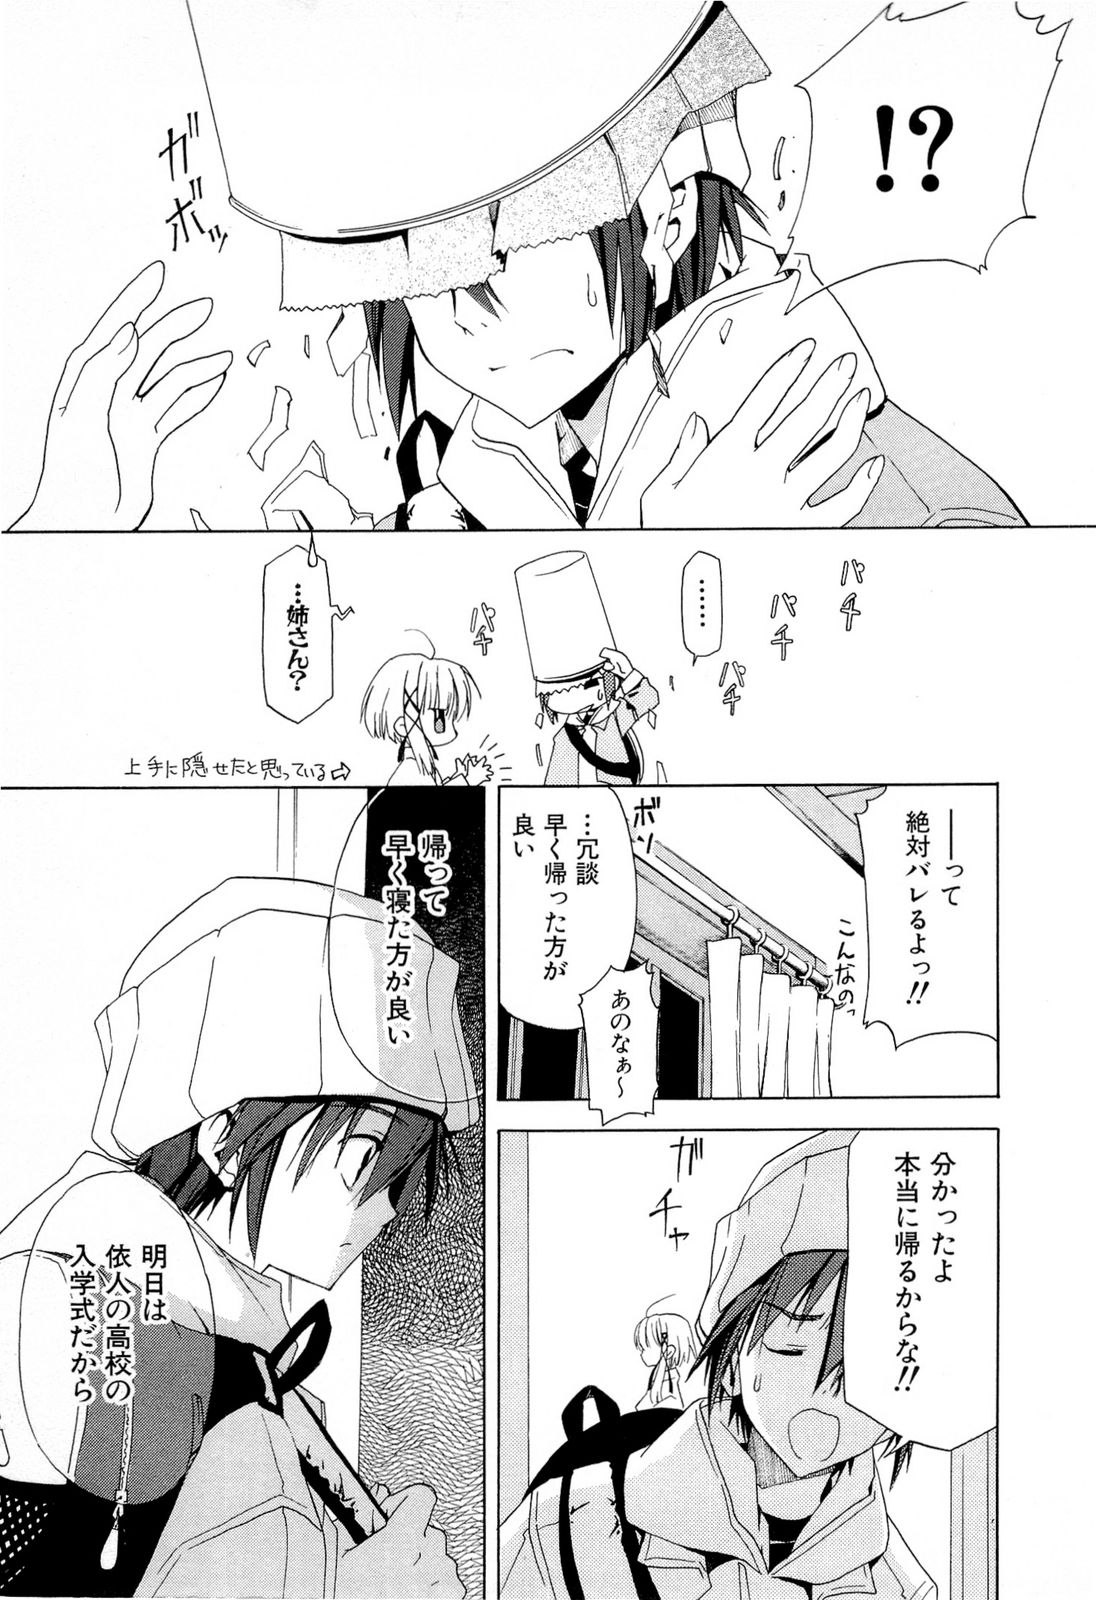 !?
ガボッ
パチ
パチ
パチ
……
パチ
…姉さん?
上手に隠せたと思っている⇨
――って
絶対バレるよっ!!
こんなのっ
ボソ
…冗談
早く帰った方が
良い
あのなぁ~
分かったよ
本当に帰るからな!!
ガチャ
帰って
早く寝た方が良い
明日は
依人の高校の
入学式だから